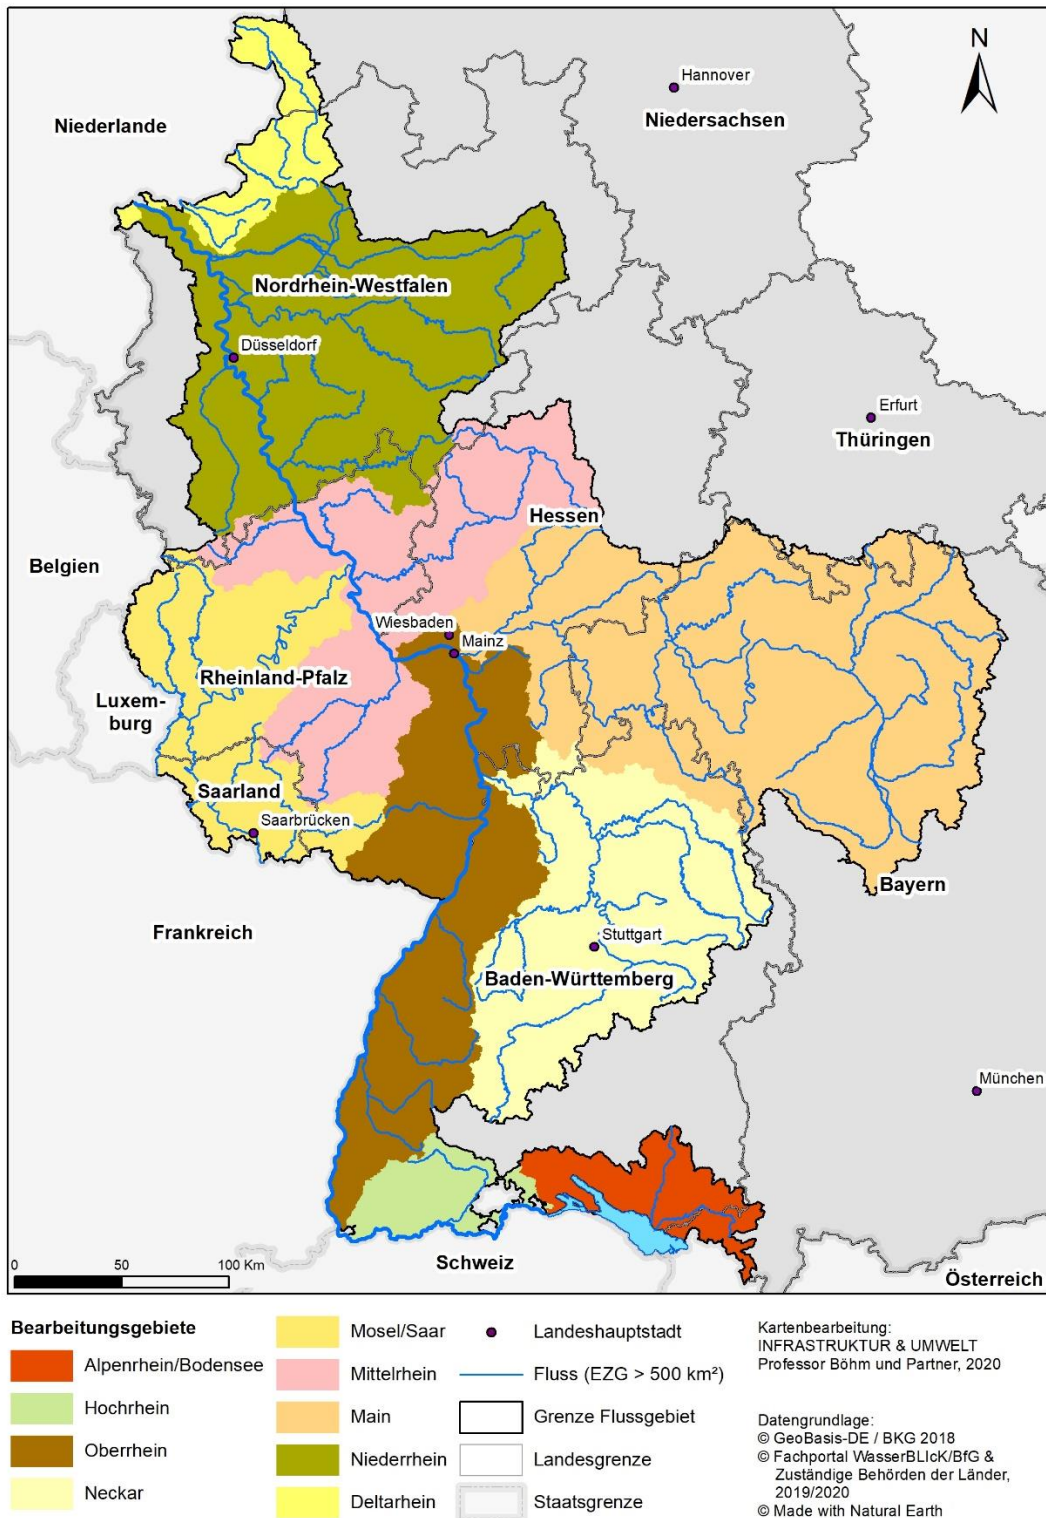 N
Hannover
Niedersachsen
Niederlande
Nordrhein-Westfalen
Düsseldorf
Erfurt
Thüringen
Hessen
Belgien
Wiesbaden
Mainz
Rheinland-Pfalz
Luxem-
burg
Saarland
Saarbrücken
Bayern
Frankreich
Stuttgart
Baden-Württemberg
München
Schweiz
Österreich
0 50 100 Km
Bearbeitungsgebiete
Alpenrhein/Bodensee
Hochrhein
Oberrhein
Neckar
Mosel/Saar
Mittelrhein
Main
Niederrhein
Deltarhein
Landeshauptstadt
Fluss (EZG > 500 km²)
Grenze Flussgebiet
Landesgrenze
Staatsgrenze
Kartenbearbeitung:
INFRASTRUKTUR & UMWELT
Professor Böhm und Partner, 2020
Datengrundlage:
© GeoBasis-DE / BKG 2018
© Fachportal WasserBLIcK/BfG &
Zuständige Behörden der Länder,
2019/2020
© Made with Natural Earth